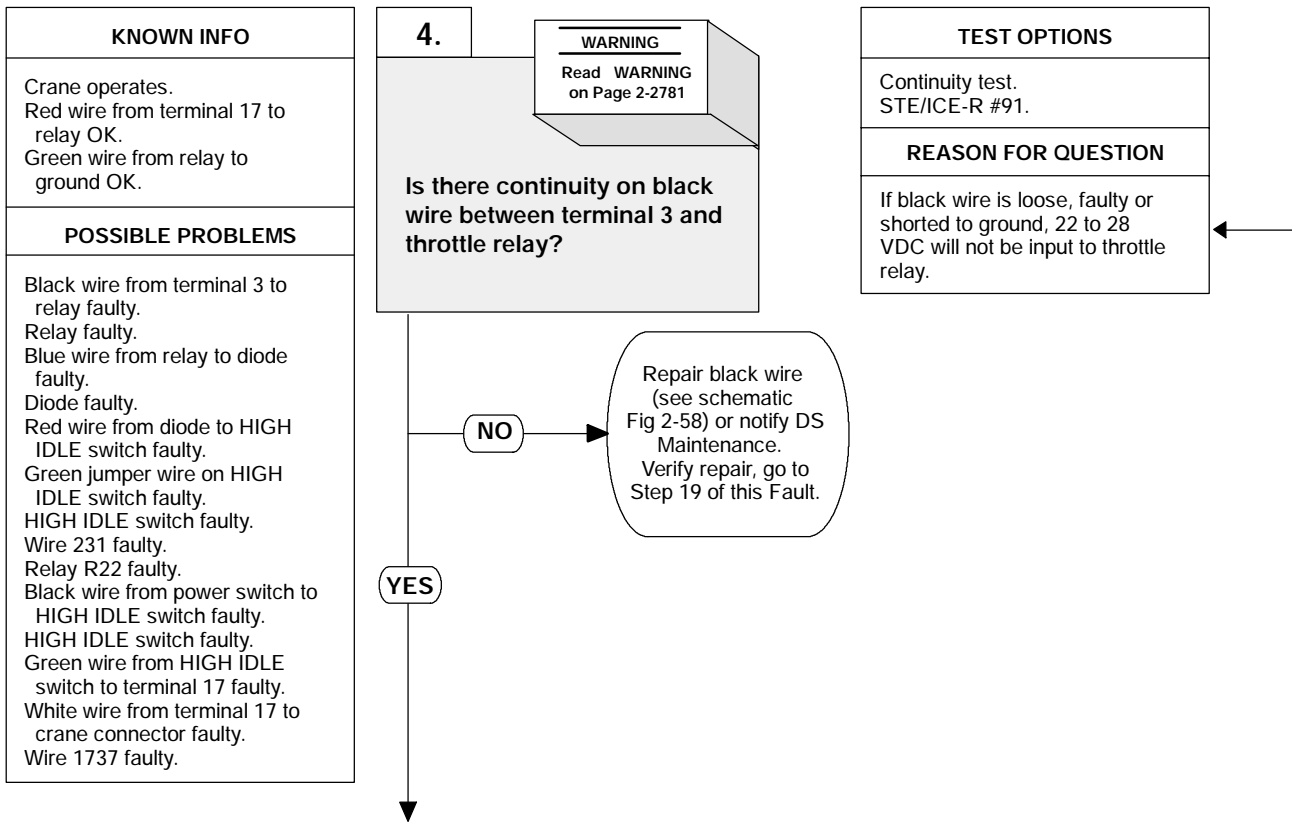 KNOWN INFO
Crane operates.
Red wire from terminal 17 to
relay OK.
Green wire from relay to
ground OK.
POSSIBLE PROBLEMS
Black wire from terminal 3 to
relay faulty.
Relay faulty.
Blue wire from relay to diode
faulty.
Diode faulty.
Red wire from diode to HIGH
IDLE switch faulty.
Green jumper wire on HIGH
IDLE switch faulty.
HIGH IDLE switch faulty.
Wire 231 faulty.
Relay R22 faulty.
Black wire from power switch to
HIGH IDLE switch faulty.
HIGH IDLE switch faulty.
Green wire from HIGH IDLE
switch to terminal 17 faulty.
White wire from terminal 17 to
crane connector faulty.
Wire 1737 faulty.
4.
WARNING
Read WARNING
on Page 2-2781
Is there continuity on black
wire between terminal 3 and
throttle relay?
NO
Repair black wire
(see schematic
Fig 2-58) or notify DS
Maintenance.
Verify repair, go to
Step 19 of this Fault.
YES
TEST OPTIONS
Continuity test.
STE/ICE-R #91.
REASON FOR QUESTION
If black wire is loose, faulty or
shorted to ground, 22 to 28
VDC will not be input to throttle
relay.